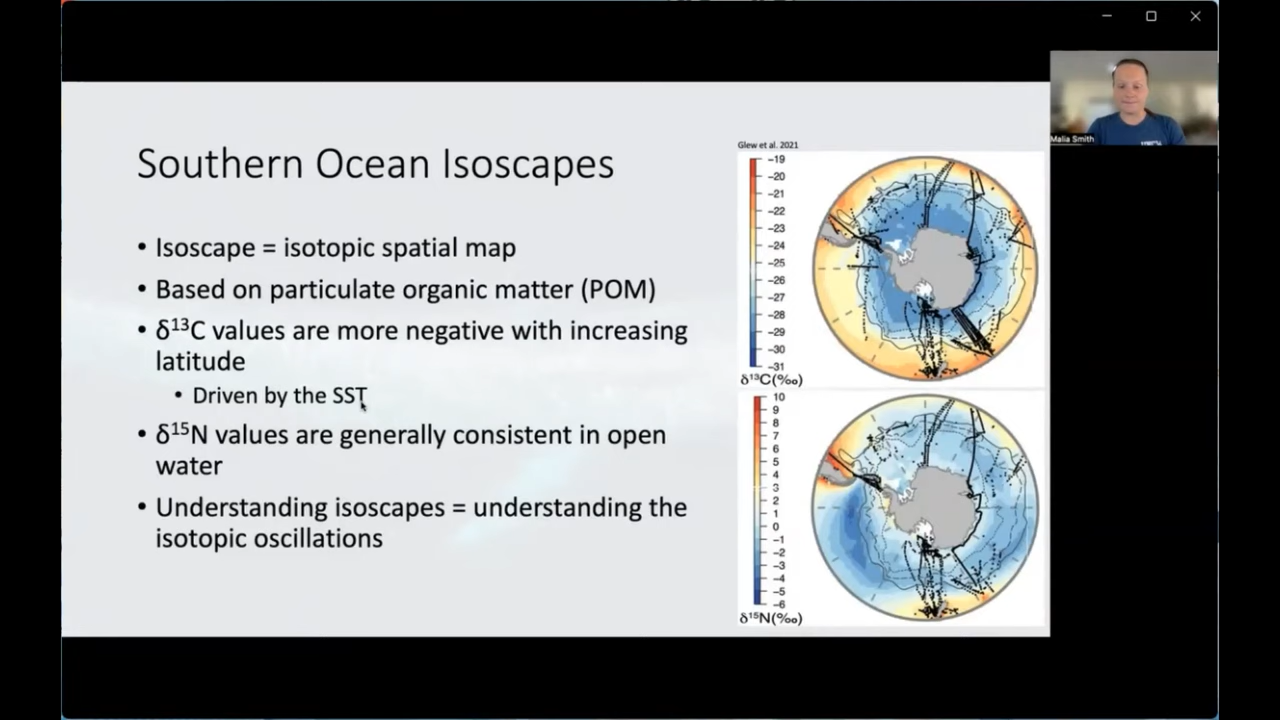 Southern Ocean Isoscapes
• Isoscape = isotopic spatial map
• Based on particulate organic matter (POM)
• δ¹³C values are more negative with increasing
latitude
• Driven by the SST
• δ¹⁵N values are generally consistent in open
water
• Understanding isoscapes = understanding the
isotopic oscillations
Glew et al. 2021
−19
−20
−21
−22
−23
−24
−25
−26
−27
−28
−29
−30
−31
δ¹³C(‰)
10
9
8
7
6
5
4
3
2
1
0
−1
−2
−3
−4
−5
−6
δ¹⁵N(‰)
Malia Smith